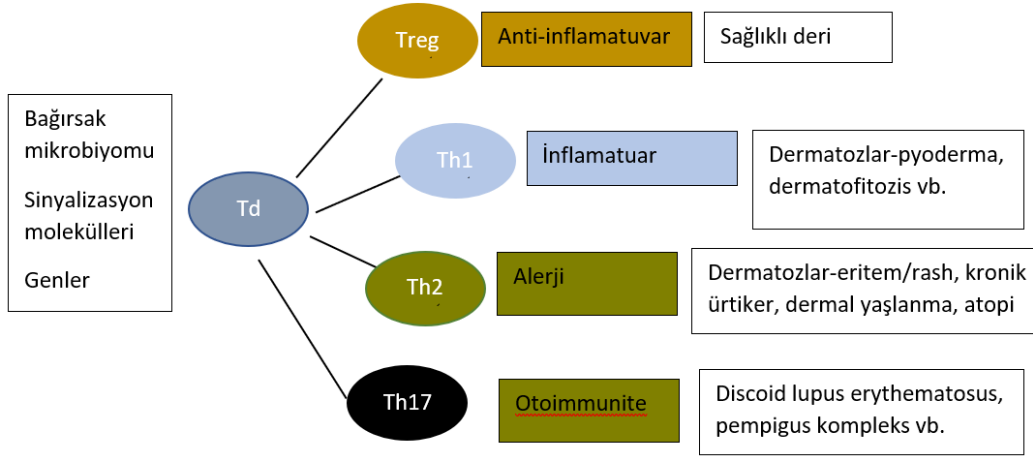 Bağırsak
mikrobiyomu
Sinyalizasyon
molekülleri
Genler
Td
Treg
Anti-inflamatuvar
Sağlıklı deri
Th1
İnflamatuar
Dermatozlar-pyoderma,
dermatofitozis vb.
Th2
Alerji
Dermatozlar-eritem/rash, kronik
ürtiker, dermal yaşlanma, atopi
Th17
Otoimmunite
Discoid lupus erythematosus,
pempigus kompleks vb.